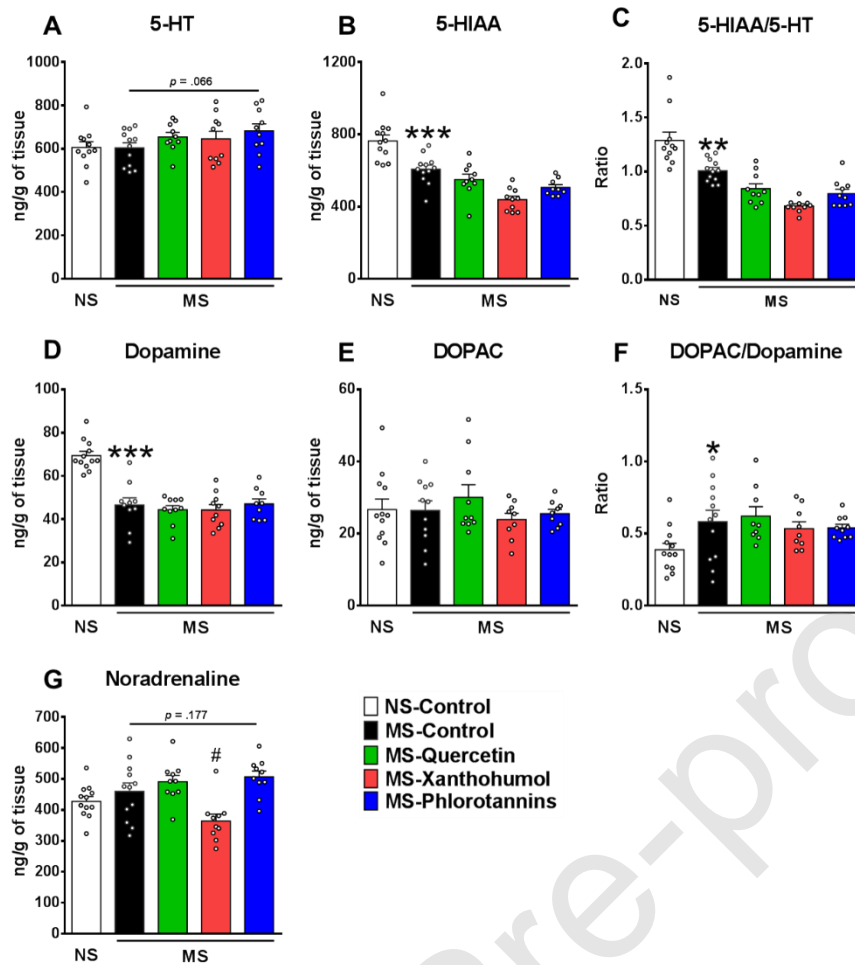 A 5-HT
p = .066
ng/g of tissue
1000
800
600
400
200
0
NS
MS
B 5-HIAA
***
ng/g of tissue
1200
800
400
0
NS
MS
C 5-HIAA/5-HT
**
Ratio
2.0
1.5
1.0
0.5
0.0
NS
MS
D Dopamine
***
ng/g of tissue
100
80
60
40
20
0
NS
MS
E DOPAC
ng/g of tissue
60
40
20
0
NS
MS
F DOPAC/Dopamine
*
Ratio
1.5
1.0
0.5
0.0
NS
MS
G Noradrenaline
p = .177
#
ng/g of tissue
700
600
500
400
300
200
100
0
NS
MS
NS-Control
MS-Control
MS-Quercetin
MS-Xanthohumol
MS-Phlorotannins
re-pro